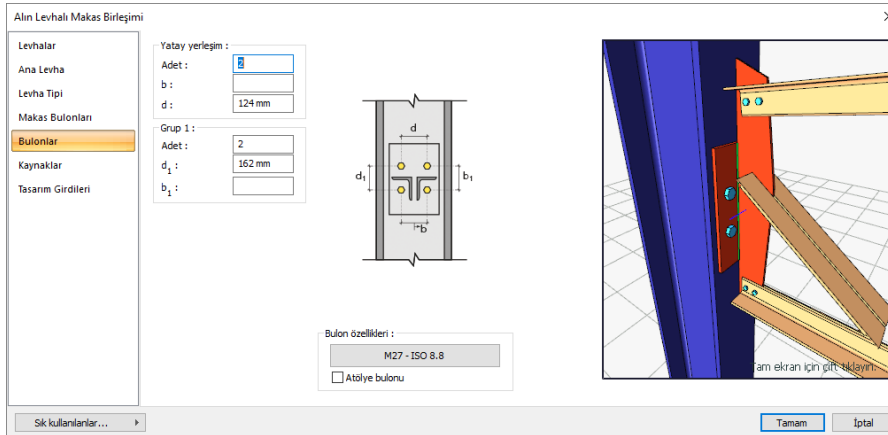 Alın Levhalı Makas Birleşimi
Levhalar
Ana Levha
Levha Tipi
Makas Bulonları
Bulonlar
Kaynaklar
Tasarım Girdileri
Yatay yerleşim :
Adet : 2
b :
d : 124 mm
Grup 1 :
Adet : 2
d1 : 162 mm
b1 :
d
d1
b1
b
Bulon özellikleri :
M27 - ISO 8.8
Atölye bulonu
Tam ekran için çift tıklayın.
Sık kullanılanlar...
Tamam
İptal